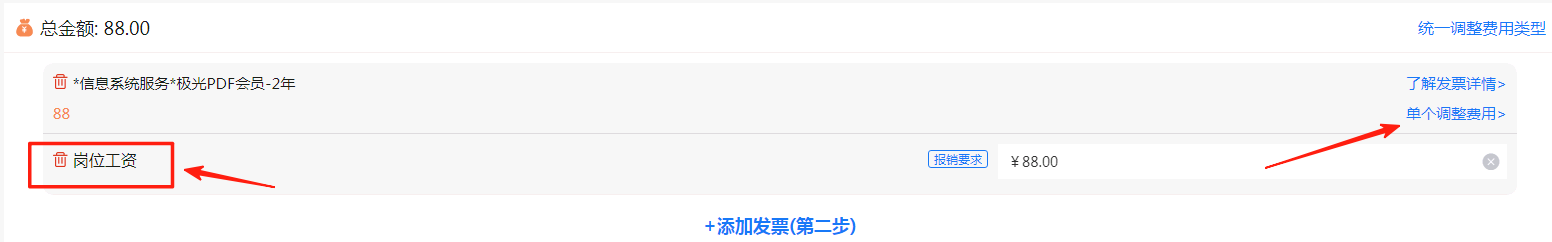 总金额: 88.00
统一调整费用类型
*信息系统服务*极光PDF会员-2年
了解发票详情>
88
单个调整费用>
岗位工资
报销要求
¥88.00
+添加发票(第二步)